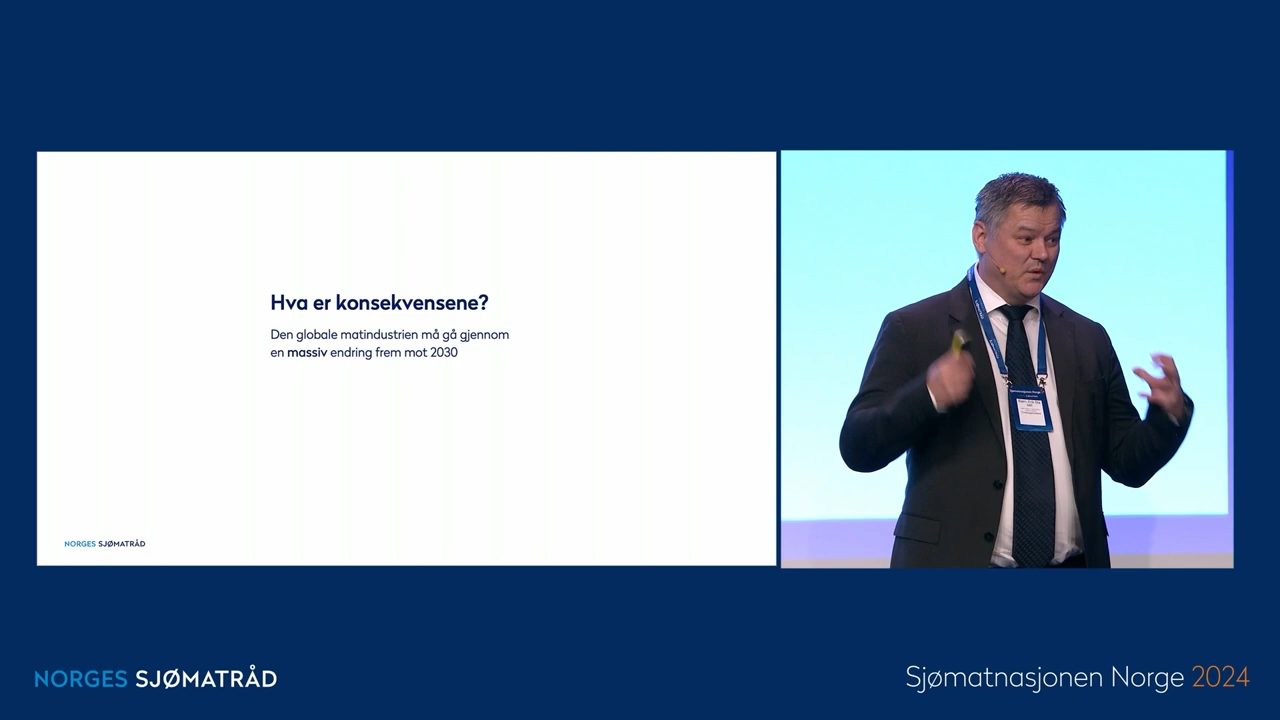 Hva er konsekvensene?
Den globale matindustrien må gå gjennom
en massiv endring frem mot 2030
NORGES SJØMATRÅD
NORGES SJØMATRÅD
Sjømatnasjonen Norge 2024